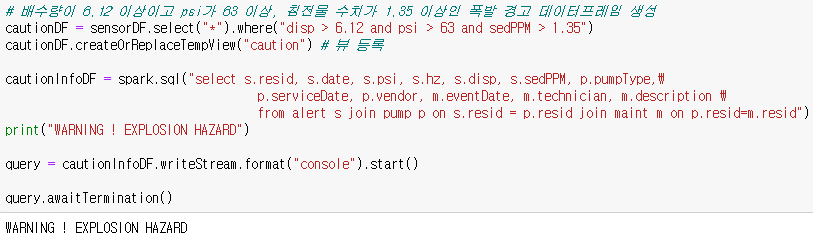 # 배수량이 6.12 이상이고 psi가 63 이상, 침전물 수치가 1.35 이상인 폭발 경고 데이터프레임 생성
cautionDF = sensorDF.select("*").where("disp > 6.12 and psi > 63 and sedPPM > 1.35")
cautionDF.createOrReplaceTempView("caution") # 뷰 등록
cautionInfoDF = spark.sql("select s.resid, s.date, s.psi, s.hz, s.disp, s.sedPPM, p.pumpType,₩
p.serviceDate, p.vendor, m.eventDate, m.technician, m.description ₩
from alert s join pump p on s.resid = p.resid join maint m on p.resid=m.resid")
print("WARNING ! EXPLOSION HAZARD")
query = cautionInfoDF.writeStream.format("console").start()
query.awaitTermination()
WARNING ! EXPLOSION HAZARD